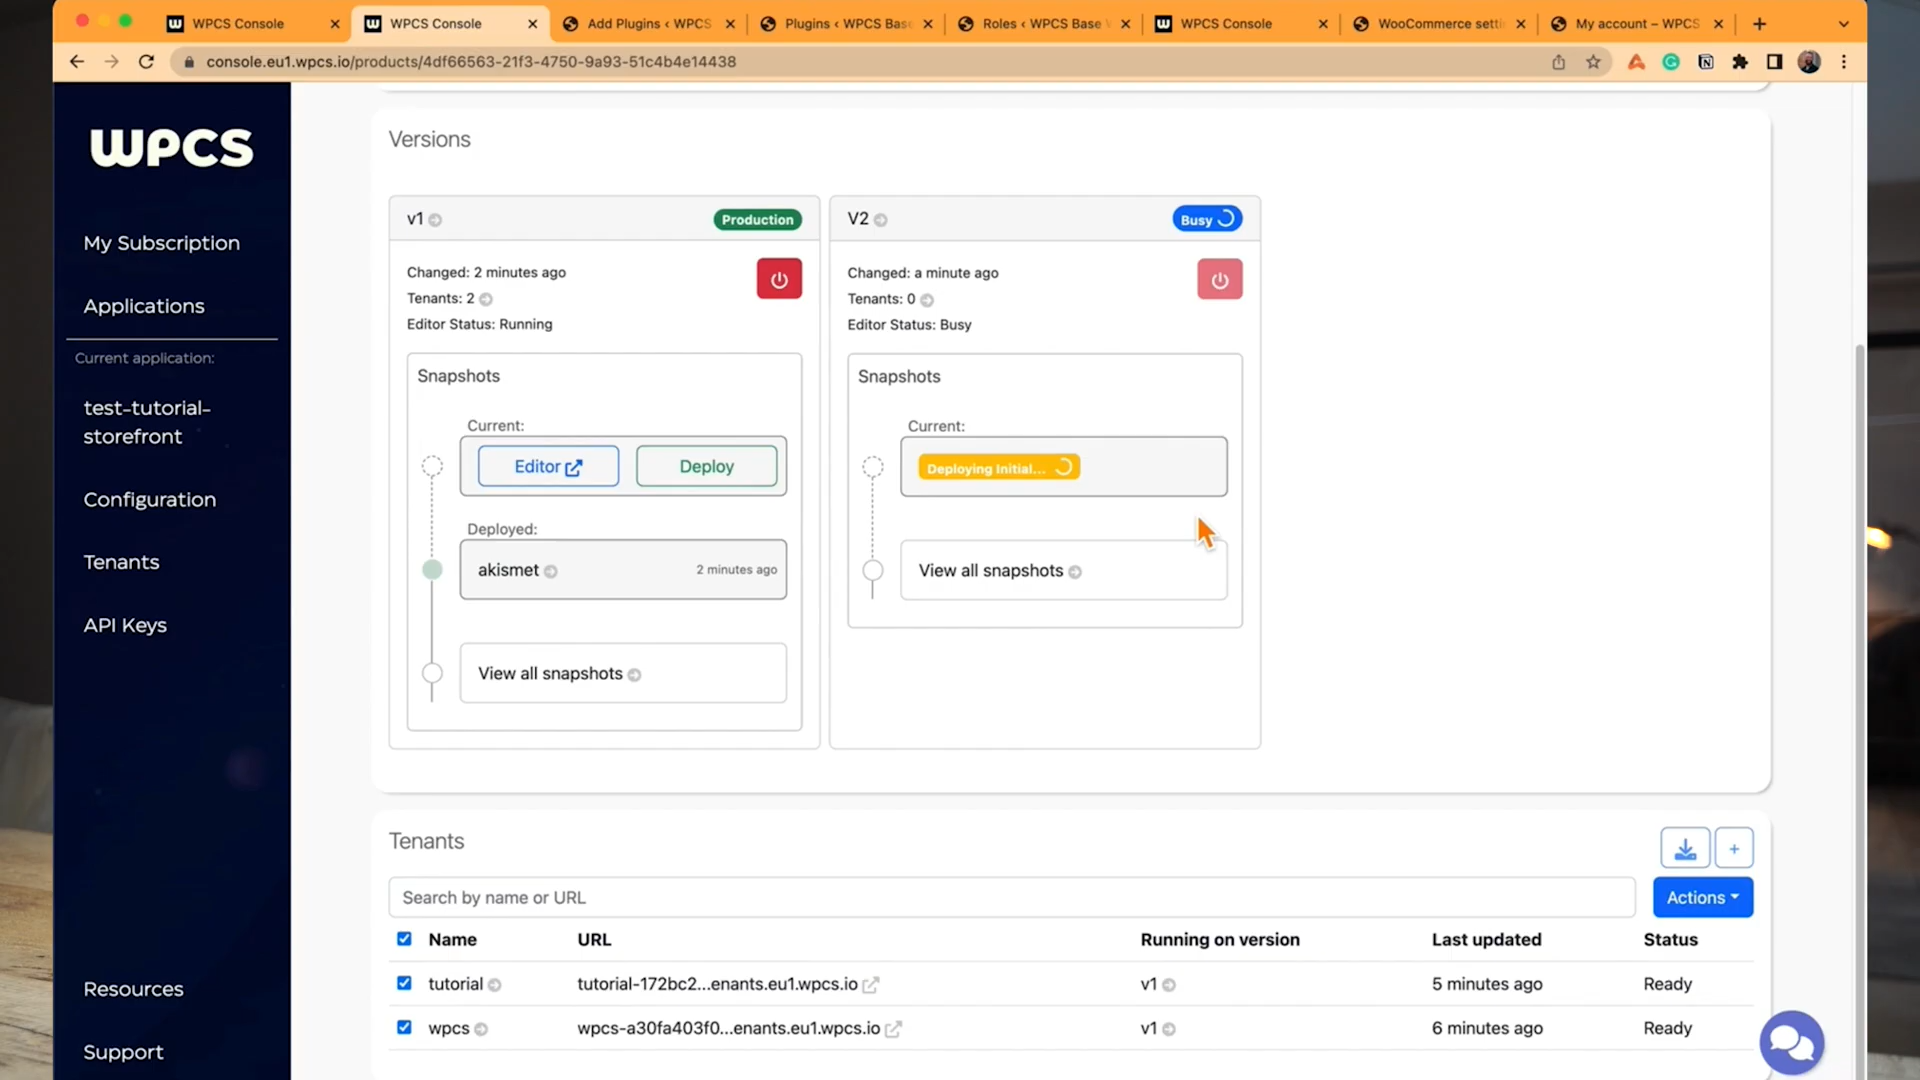 WPCS Console
WPCS Console
Add Plugins ‹ WPCS
Plugins ‹ WPCS Bas
Roles ‹ WPCS Base
WPCS Console
WooCommerce setti
My account – WPCS
console.eu1.wpcs.io/products/4df66563-21f3-4750-9a93-51c4b4e14438
WPCS
My Subscription
Applications
Current application:
test-tutorial-
storefront
Configuration
Tenants
API Keys
Resources
Support
Versions
v1
Production
Changed: 2 minutes ago
Tenants: 2
Editor Status: Running
Snapshots
Current:
Editor
Deploy
Deployed:
akismet
2 minutes ago
View all snapshots
V2
Busy
Changed: a minute ago
Tenants: 0
Editor Status: Busy
Snapshots
Current:
Deploying Initial...
View all snapshots
Tenants
+
Search by name or URL
Actions
Name URL Running on version Last updated Status
tutorial tutorial-172bc2...enants.eu1.wpcs.io v1 5 minutes ago Ready
wpcs wpcs-a30fa403f0...enants.eu1.wpcs.io v1 6 minutes ago Ready